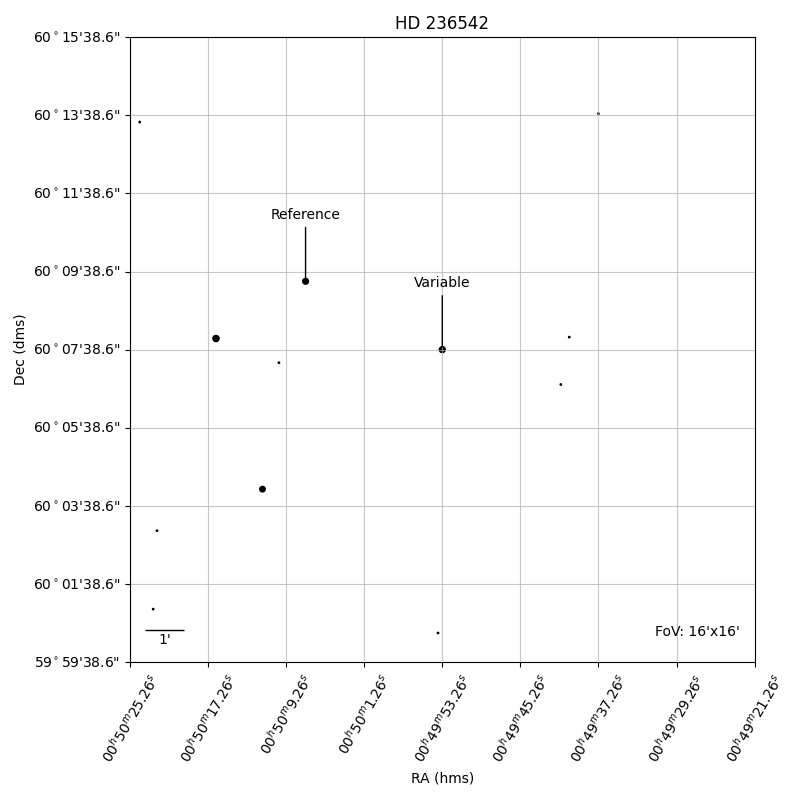 HD 236542
60°15'38.6"
60°13'38.6"
60°11'38.6"
60°09'38.6"
60°07'38.6"
60°05'38.6"
60°03'38.6"
60°01'38.6"
59°59'38.6"
Dec (dms)
Reference
Variable
1'
FoV: 16'x16'
00h50m25.26s
00h50m17.26s
00h50m9.26s
00h50m1.26s
00h49m53.26s
00h49m45.26s
00h49m37.26s
00h49m29.26s
00h49m21.26s
RA (hms)